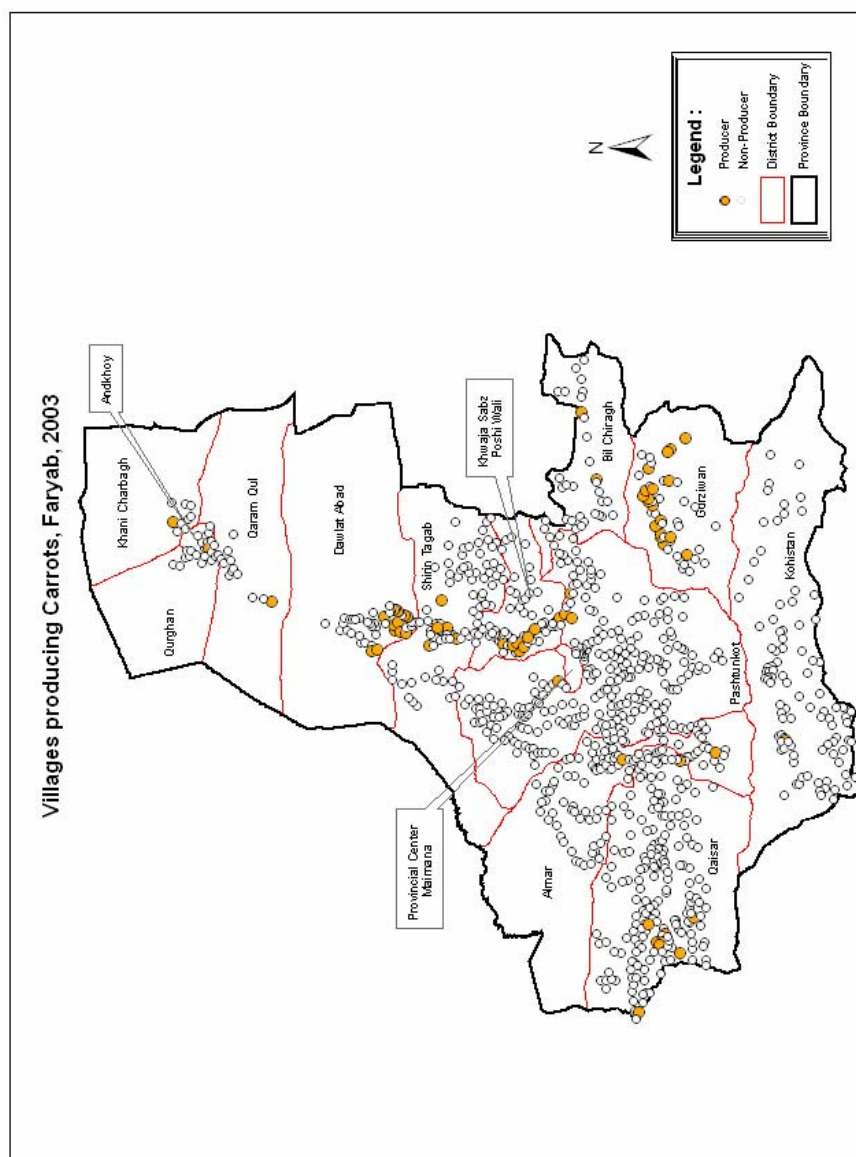 Villages producing Carrots, Faryab, 2003
Andkhoy
Khani Charbagh
Qurghan
Qaram Qul
Dawlat Abad
Shirin Tagab
Khwaja Sabz
Poshi Wali
Provincial Center
Maimana
Bil Chiragh
Almar
Gurziwan
Pashtunkot
Qaisar
Kohistan
N
Legend :
Producer
Non-Producer
District Boundary
Province Boundary